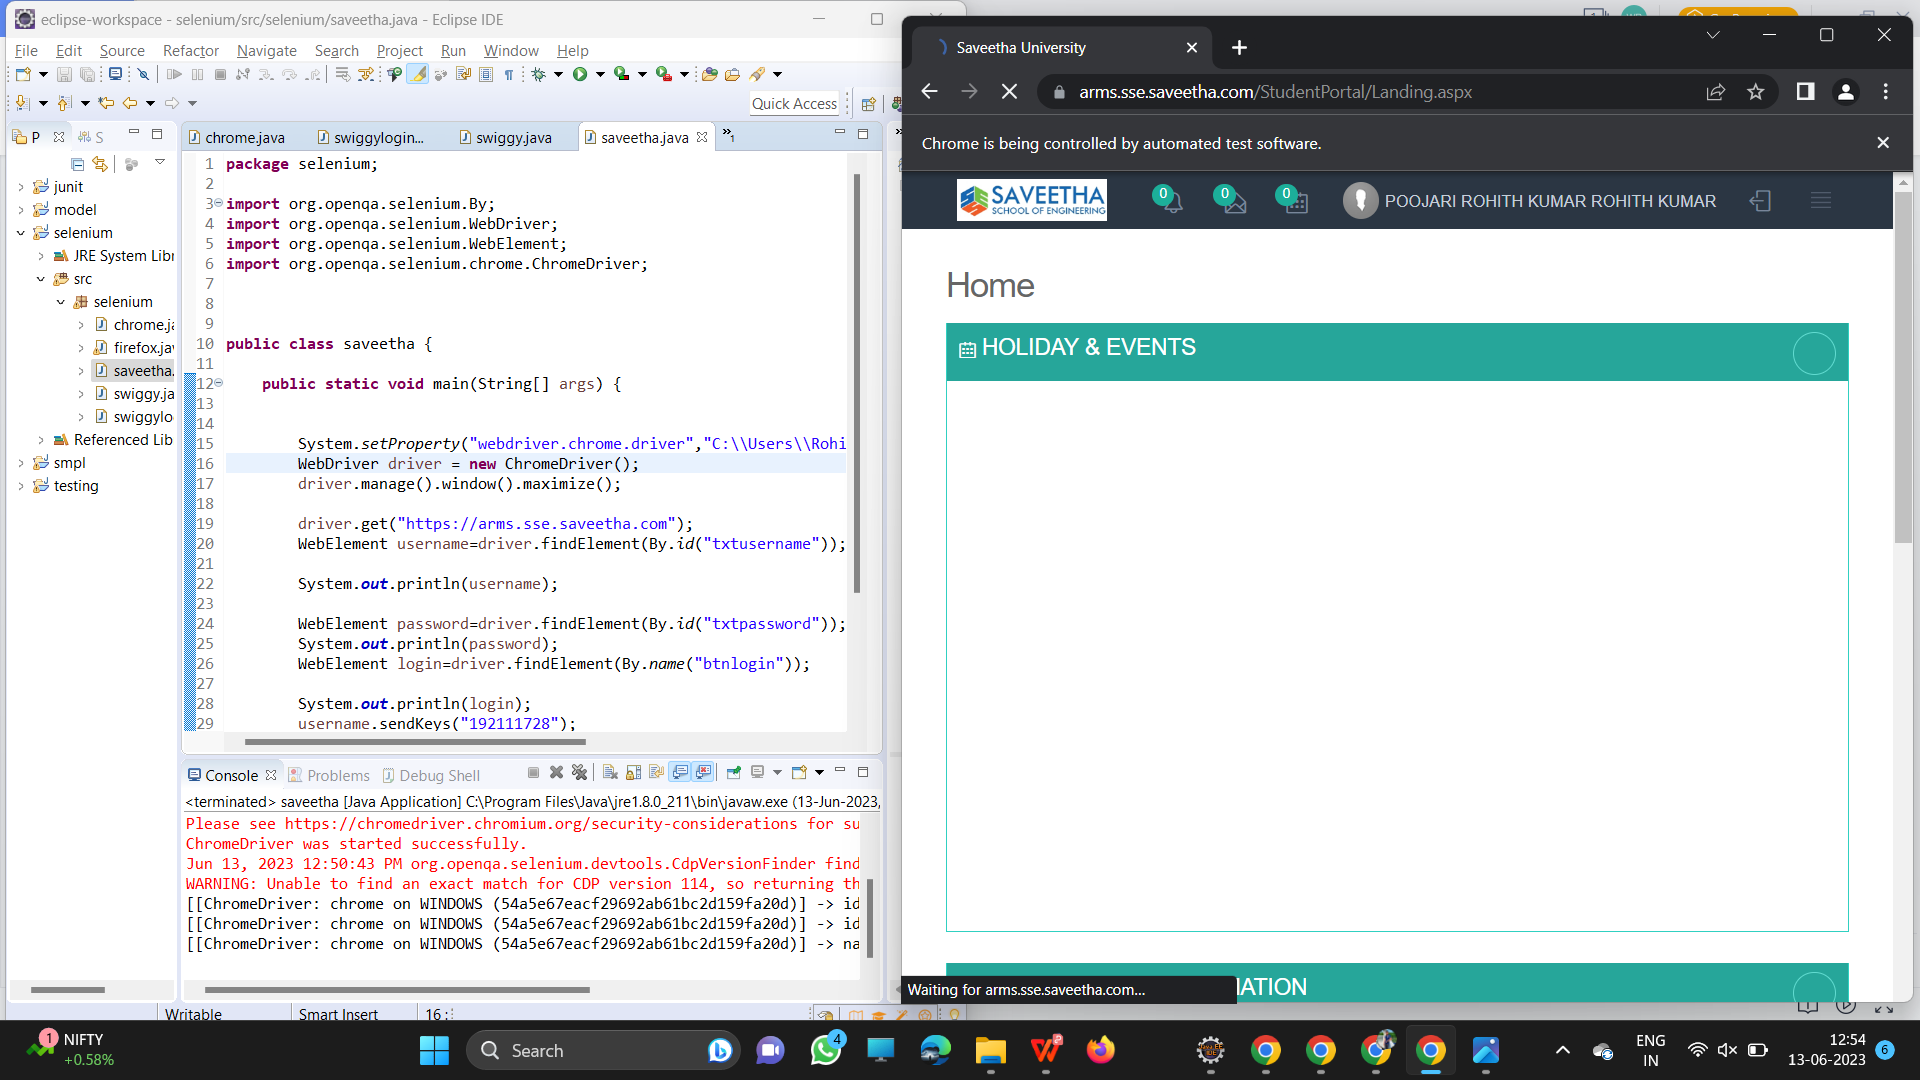 eclipse-workspace - selenium/src/selenium/saveetha.java - Eclipse IDE
File Edit Source Refactor Navigate Search Project Run Window Help
Quick Access
P
S
junit
model
selenium
JRE System Libr
src
selenium
chrome.ja
firefox.jav
saveetha.
swiggy.ja
swiggylo
Referenced Lib
smpl
testing
chrome.java swiggylogin... swiggy.java saveetha.java »1
1 package selenium;
2
3 import org.openqa.selenium.By;
4 import org.openqa.selenium.WebDriver;
5 import org.openqa.selenium.WebElement;
6 import org.openqa.selenium.chrome.ChromeDriver;
7
8
9
10 public class saveetha {
11
12 public static void main(String[] args) {
13
14
15 System.setProperty("webdriver.chrome.driver","C:\\Users\\Rohi
16 WebDriver driver = new ChromeDriver();
17 driver.manage().window().maximize();
18
19 driver.get("https://arms.sse.saveetha.com");
20 WebElement username=driver.findElement(By.id("txtusername"));
21
22 System.out.println(username);
23
24 WebElement password=driver.findElement(By.id("txtpassword"));
25 System.out.println(password);
26 WebElement login=driver.findElement(By.name("btnlogin"));
27
28 System.out.println(login);
29 username.sendKeys("192111728");
Console Problems Debug Shell
<terminated> saveetha [Java Application] C:\Program Files\Java\jre1.8.0_211\bin\javaw.exe (13-Jun-2023,
Please see https://chromedriver.chromium.org/security-considerations for su
ChromeDriver was started successfully.
Jun 13, 2023 12:50:43 PM org.openqa.selenium.devtools.CdpVersionFinder find
WARNING: Unable to find an exact match for CDP version 114, so returning th
[[ChromeDriver: chrome on WINDOWS (54a5e67eacf29692ab61bc2d159fa20d)] -> id
[[ChromeDriver: chrome on WINDOWS (54a5e67eacf29692ab61bc2d159fa20d)] -> id
[[ChromeDriver: chrome on WINDOWS (54a5e67eacf29692ab61bc2d159fa20d)] -> na
Writable Smart Insert 16 :
Saveetha University
arms.sse.saveetha.com/StudentPortal/Landing.aspx
Chrome is being controlled by automated test software.
SAVEETHA
SCHOOL OF ENGINEERING
0 0 0 POOJARI ROHITH KUMAR ROHITH KUMAR
Home
HOLIDAY & EVENTS
Waiting for arms.sse.saveetha.com...
1
NIFTY
+0.58%
Search
4
ENG
IN
12:54
13-06-2023
6